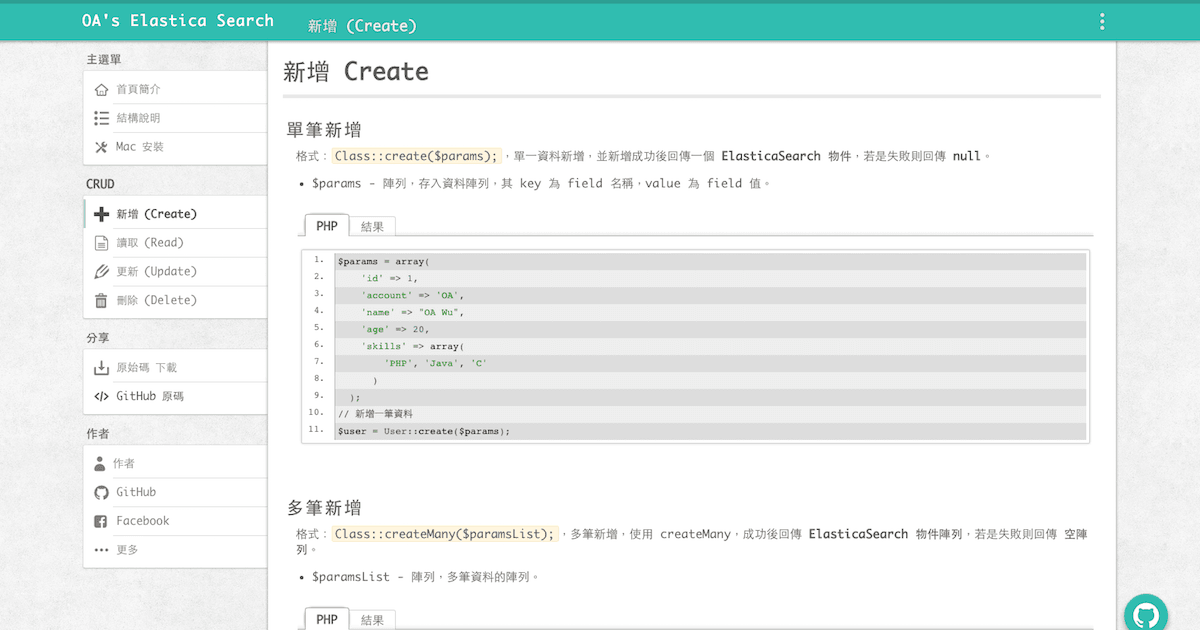 OA's Elastica Search
新增 (Create)
主選單
首頁簡介
結構說明
Mac 安裝
CRUD
新增 (Create)
讀取 (Read)
更新 (Update)
刪除 (Delete)
分享
原始碼 下載
GitHub 原碼
作者
作者
GitHub
Facebook
更多
新增 Create
單筆新增
格式：Class::create($params);，單一資料新增，並新增成功後回傳一個 ElasticaSearch 物件，若是失敗則回傳 null。
• $params - 陣列，存入資料陣列，其 key 為 field 名稱，value 為 field 值。
PHP 結果
1. $params = array(
2. 'id' => 1,
3. 'account' => 'OA',
4. 'name' => "OA Wu",
5. 'age' => 20,
6. 'skills' => array(
7. 'PHP', 'Java', 'C'
8. )
9. );
10. // 新增一筆資料
11. $user = User::create($params);
多筆新增
格式：Class::createMany($paramsList);，多筆新增，使用 createMany，成功後回傳 ElasticaSearch 物件陣列，若是失敗則回傳 空陣
列。
• $paramsList - 陣列，多筆資料的陣列。
PHP 結果